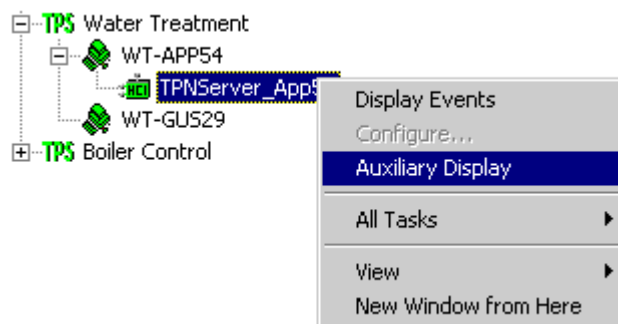 TPS Water Treatment
WT-APP54
HCI TPNServer_App5
WT-GUS29
TPS Boiler Control
Display Events
Configure...
Auxiliary Display
All Tasks
View
New Window from Here